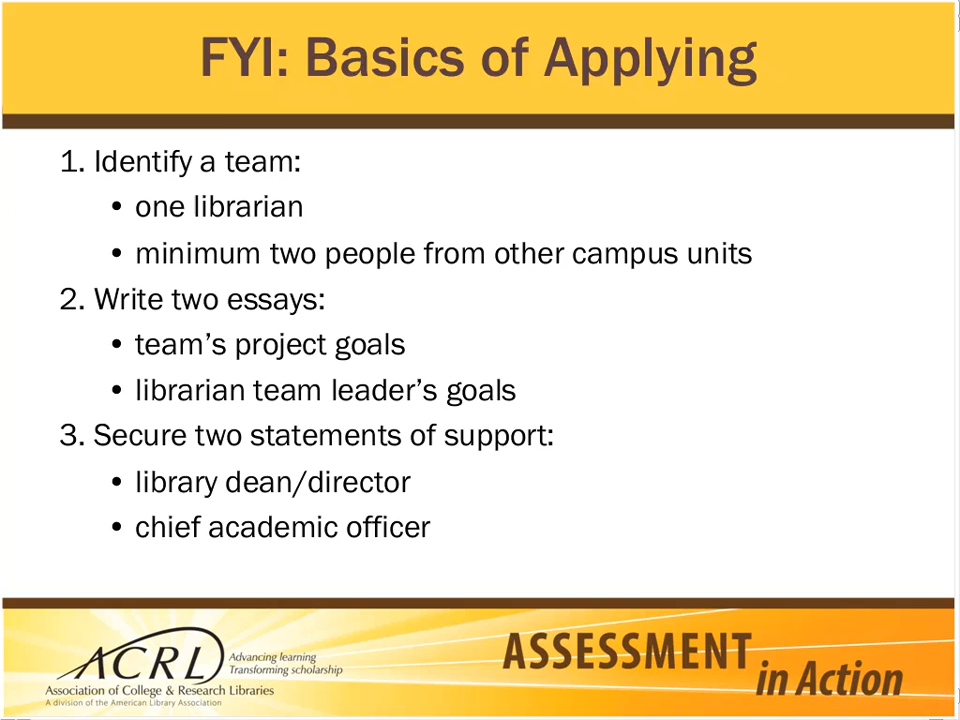 FYI: Basics of Applying
1. Identify a team:
• one librarian
• minimum two people from other campus units
2. Write two essays:
• team’s project goals
• librarian team leader’s goals
3. Secure two statements of support:
• library dean/director
• chief academic officer
ACRL
Advancing learning
Transforming scholarship
Association of College & Research Libraries
A division of the American Library Association
ASSESSMENT
in Action